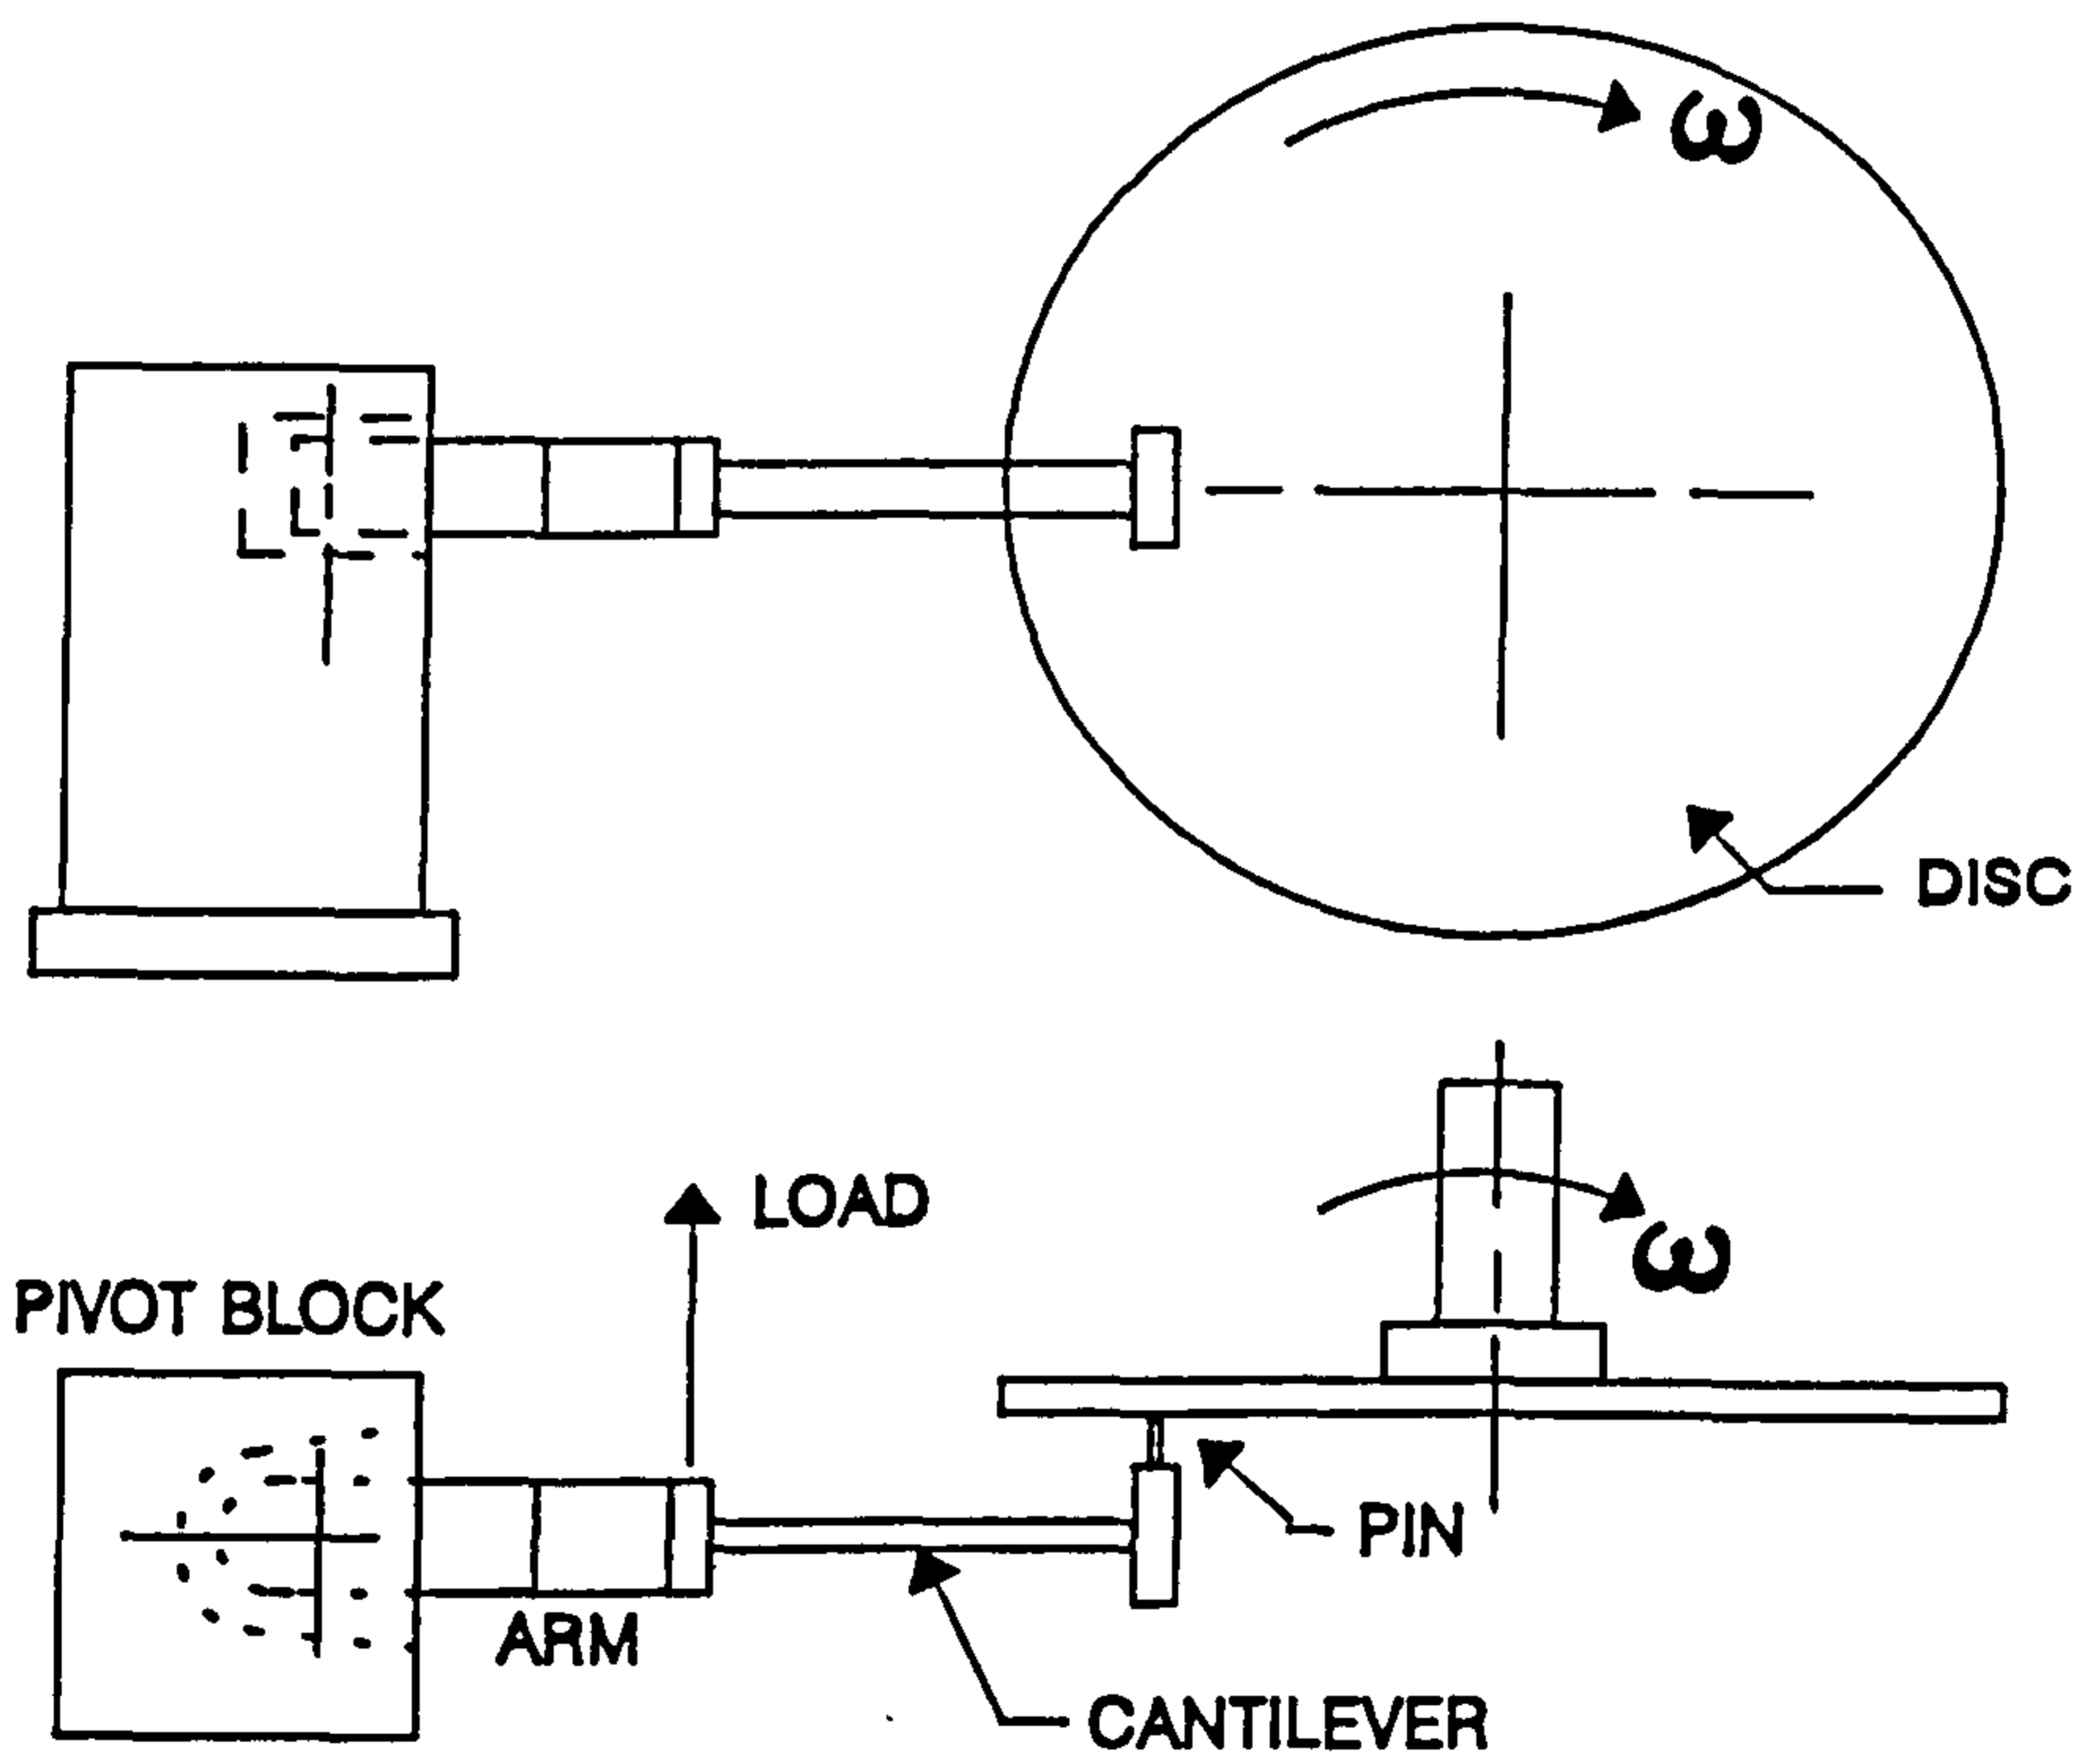 ω
DISC
LOAD
ω
PIVOT BLOCK
PIN
ARM
CANTILEVER